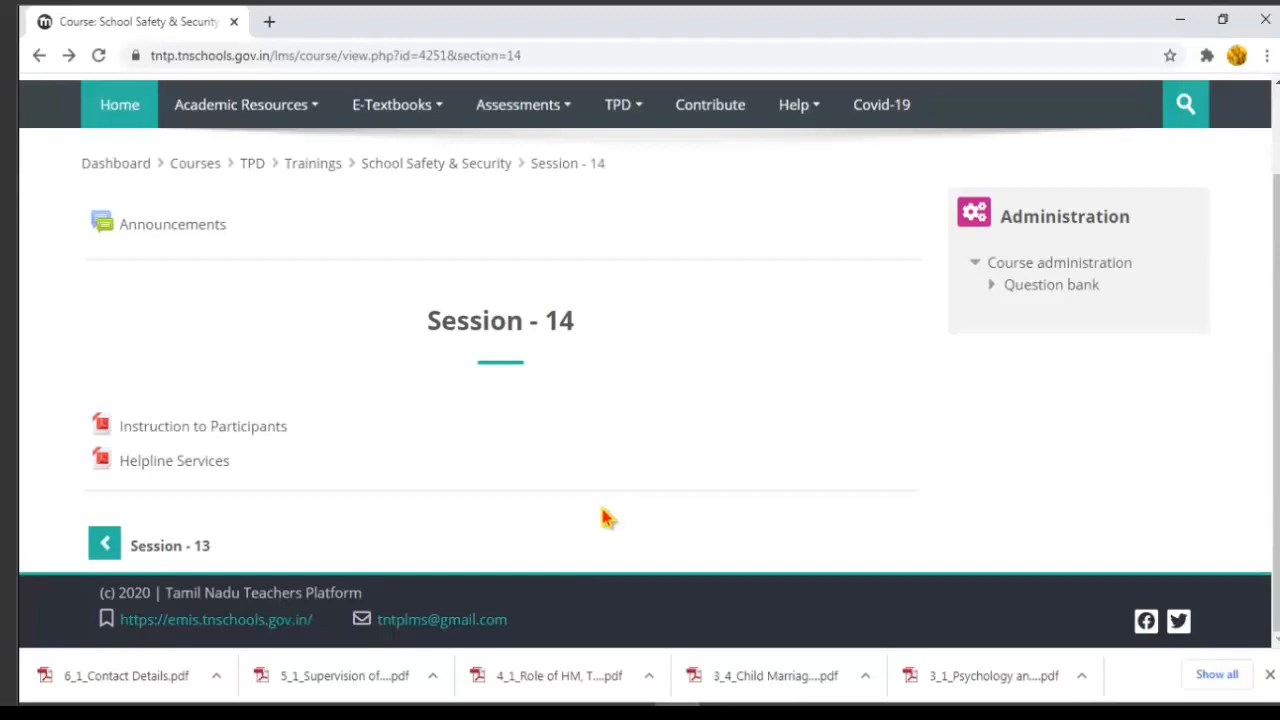 Course: School Safety & Security
tntp.tnschools.gov.in/lms/course/view.php?id=4251&section=14
Home Academic Resources E-Textbooks Assessments TPD Contribute Help Covid-19
Dashboard > Courses > TPD > Trainings > School Safety & Security > Session - 14
Announcements
Administration
Course administration
Question bank
Session - 14
Instruction to Participants
Helpline Services
Session - 13
(c) 2020 | Tamil Nadu Teachers Platform
https://emis.tnschools.gov.in/ tntplms@gmail.com
6_1_Contact Details.pdf 5_1_Supervision of....pdf 4_1_Role of HM, T....pdf 3_4_Child Marriag....pdf 3_1_Psychology an....pdf Show all